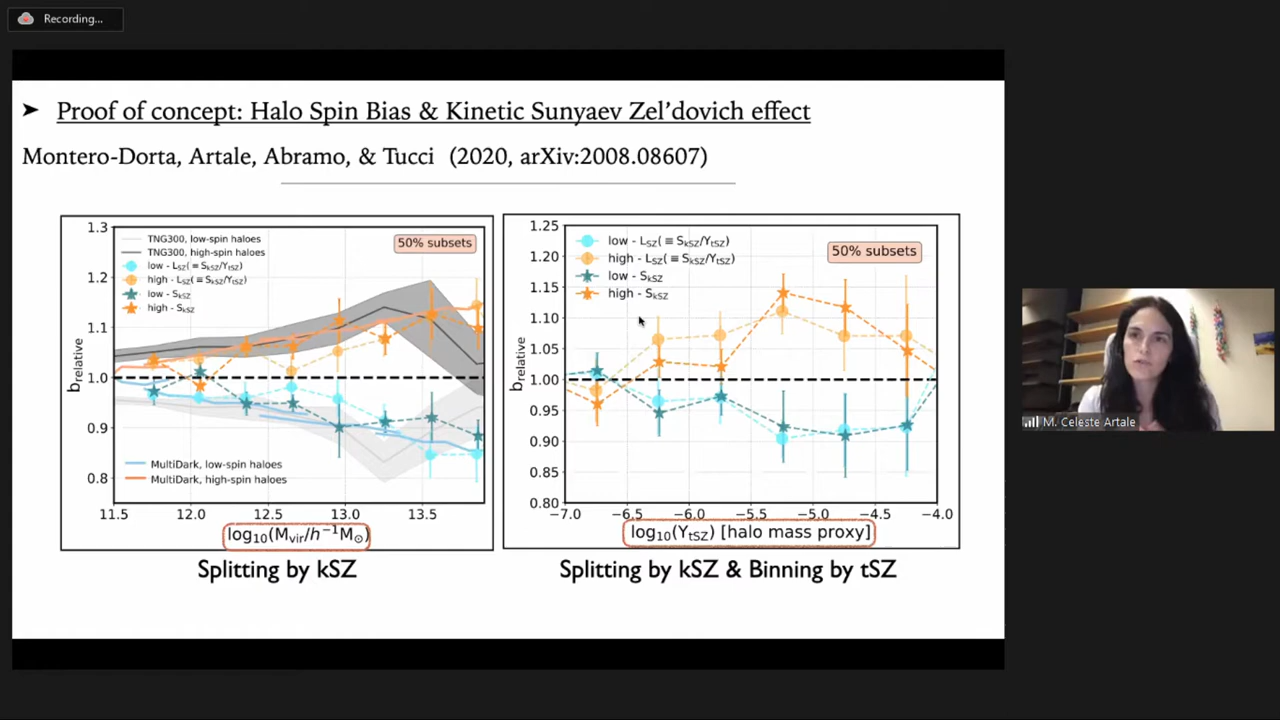 Recording...
➤ Proof of concept: Halo Spin Bias & Kinetic Sunyaev Zel’dovich effect
Montero-Dorta, Artale, Abramo, & Tucci (2020, arXiv:2008.08607)
1.3
1.2
1.1
1.0
0.9
0.8
b_relative
TNG300, low-spin haloes
TNG300, high-spin haloes
low - L_SZ(≡ S_kSZ/Y_tSZ)
high - L_SZ(≡ S_kSZ/Y_tSZ)
low - S_kSZ
high - S_kSZ
50% subsets
MultiDark, low-spin haloes
MultiDark, high-spin haloes
11.5 12.0 12.5 13.0 13.5
log₁₀(M_vir/h⁻¹M_⊙)
Splitting by kSZ
1.25
1.20
1.15
1.10
1.05
1.00
0.95
0.90
0.85
0.80
b_relative
low - L_SZ(≡ S_kSZ/Y_tSZ)
high - L_SZ(≡ S_kSZ/Y_tSZ)
low - S_kSZ
high - S_kSZ
50% subsets
−7.0 −6.5 −6.0 −5.5 −5.0 −4.5 −4.0
log₁₀(Y_tSZ) [halo mass proxy]
Splitting by kSZ & Binning by tSZ
M. Celeste Artale